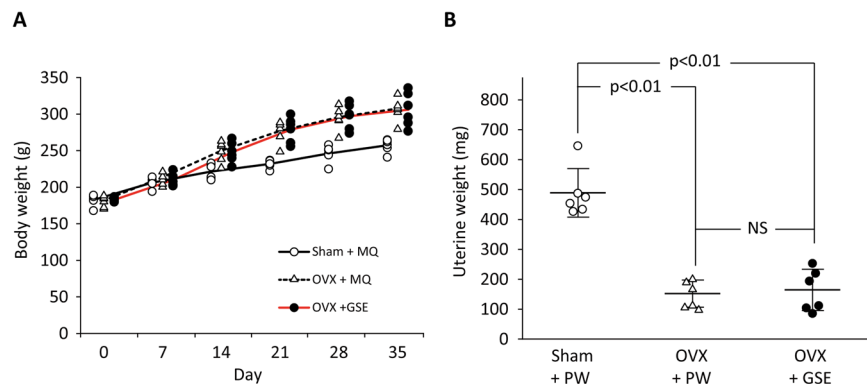 A
Body weight (g)
350
300
250
200
150
100
50
0
0 7 14 21 28 35
Day
Sham + MQ
OVX + MQ
OVX +GSE
B
Uterine weight (mg)
800
700
600
500
400
300
200
100
0
p<0.01
p<0.01
NS
Sham OVX OVX
+ PW + PW + GSE